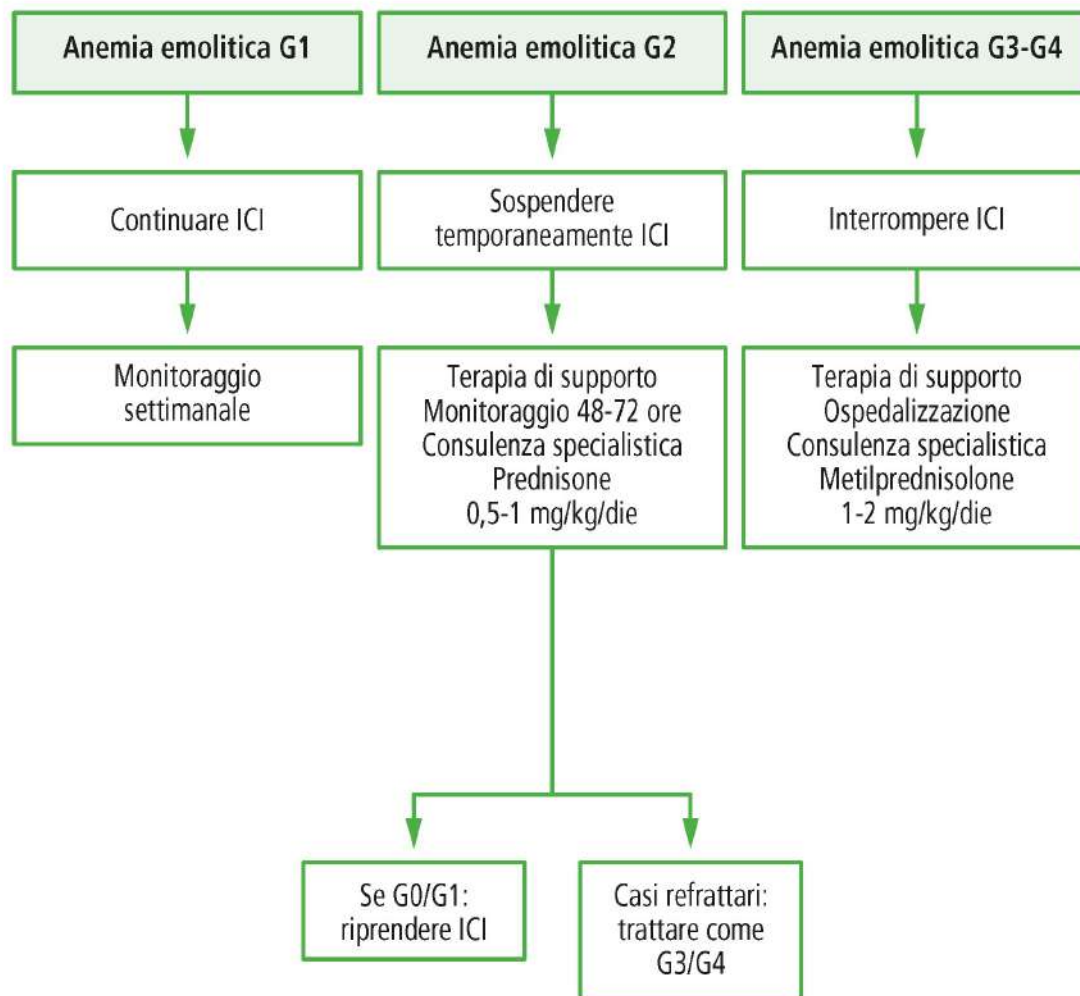 Anemia emolitica G1
Anemia emolitica G2
Anemia emolitica G3-G4
Continuare ICI
Sospendere
temporaneamente ICI
Interrompere ICI
Monitoraggio
settimanale
Terapia di supporto
Monitoraggio 48-72 ore
Consulenza specialistica
Prednisone
0,5-1 mg/kg/die
Terapia di supporto
Ospedalizzazione
Consulenza specialistica
Metilprednisolone
1-2 mg/kg/die
Se G0/G1:
riprendere ICI
Casi refrattari:
trattare come
G3/G4